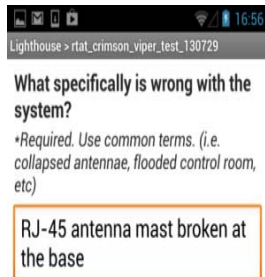 16:56
Lighthouse > rtat_crimson_viper_test_130729
What specifically is wrong with the
system?
*Required. Use common terms. (i.e.
collapsed antennae, flooded control room,
etc)
RJ-45 antenna mast broken at
the base